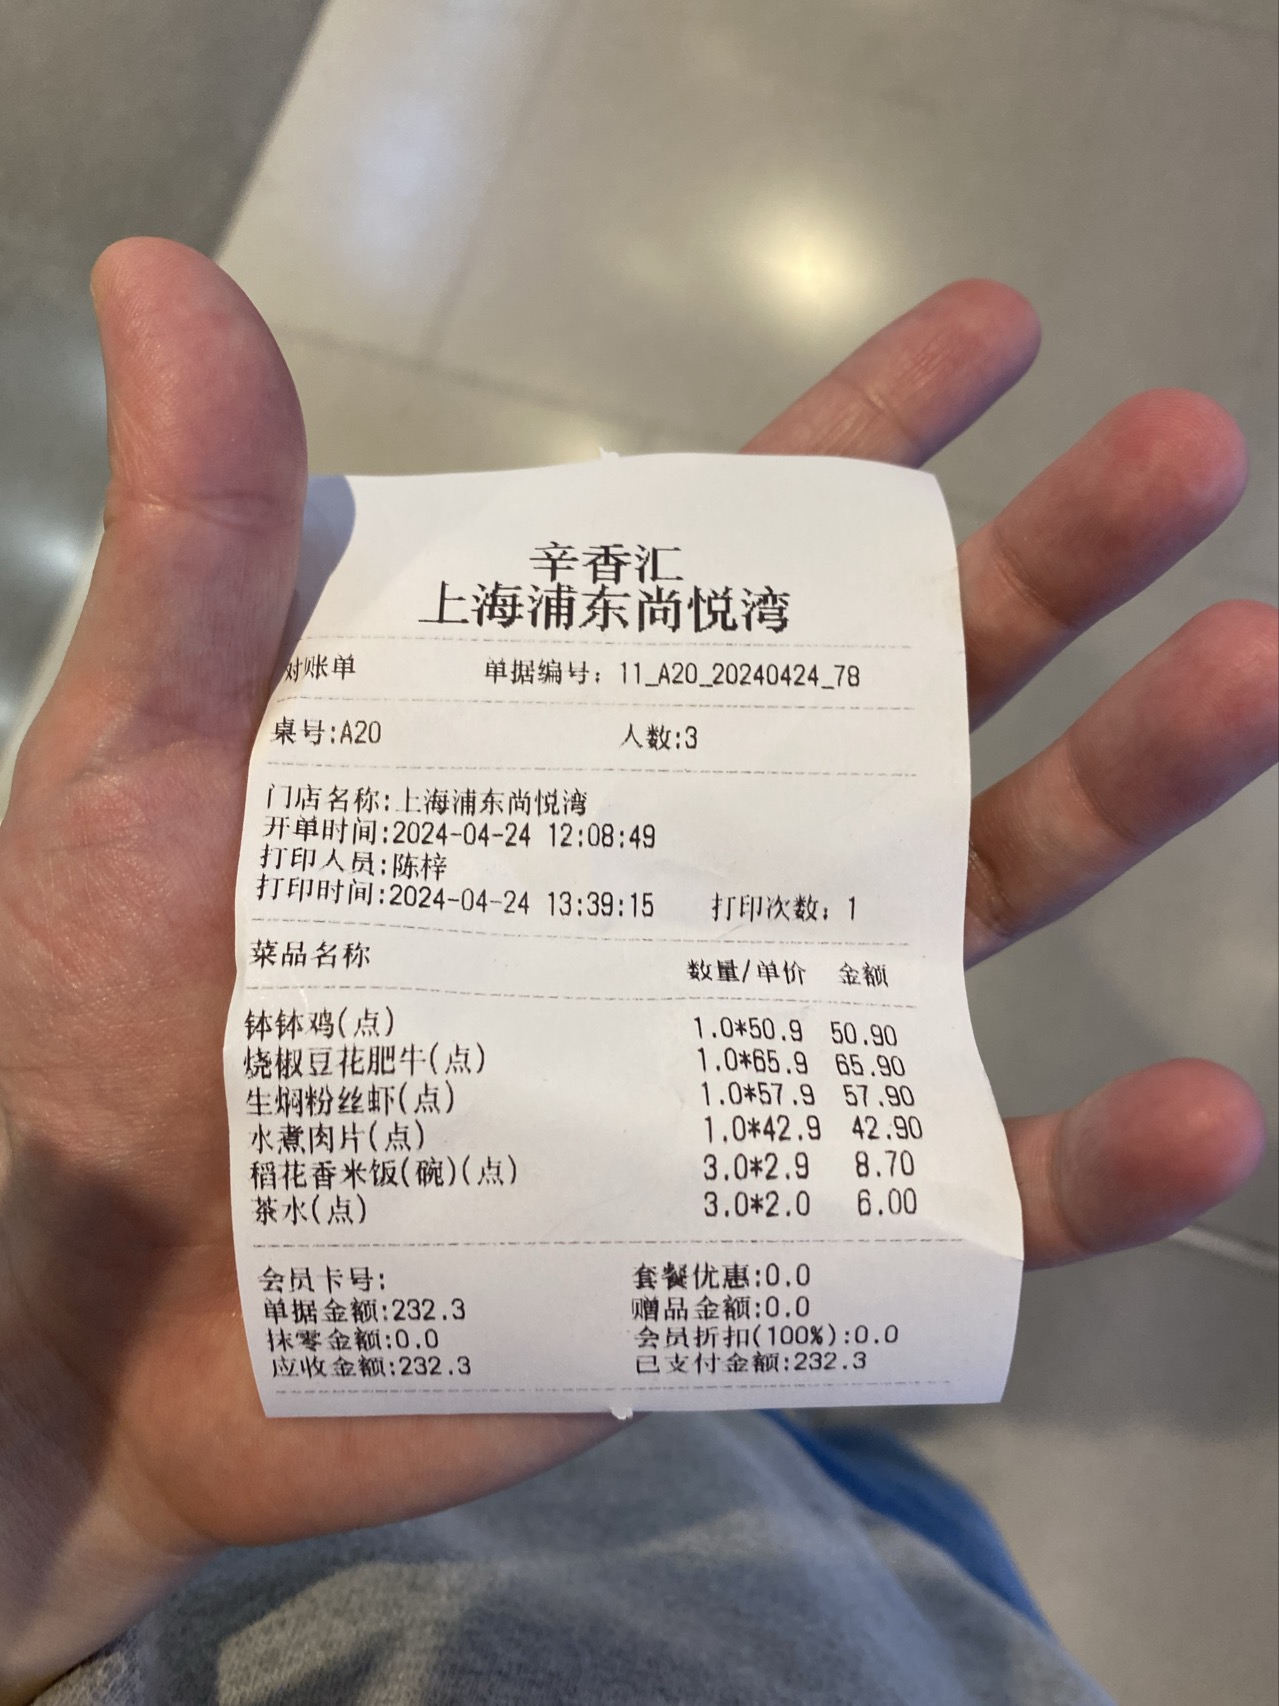 辛香汇
上海浦东尚悦湾
对账单 单据编号：11_A20_20240424_78
桌号:A20 人数:3
门店名称:上海浦东尚悦湾
开单时间:2024-04-24 12:08:49
打印人员:陈梓
打印时间:2024-04-24 13:39:15 打印次数：1
菜品名称 数量/单价 金额
钵钵鸡(点) 1.0*50.9 50.90
烧椒豆花肥牛(点) 1.0*65.9 65.90
生焖粉丝虾(点) 1.0*57.9 57.90
水煮肉片(点) 1.0*42.9 42.90
稻花香米饭(碗)(点) 3.0*2.9 8.70
茶水(点) 3.0*2.0 6.00
会员卡号: 套餐优惠:0.0
单据金额:232.3 赠品金额:0.0
抹零金额:0.0 会员折扣(100%):0.0
应收金额:232.3 已支付金额:232.3